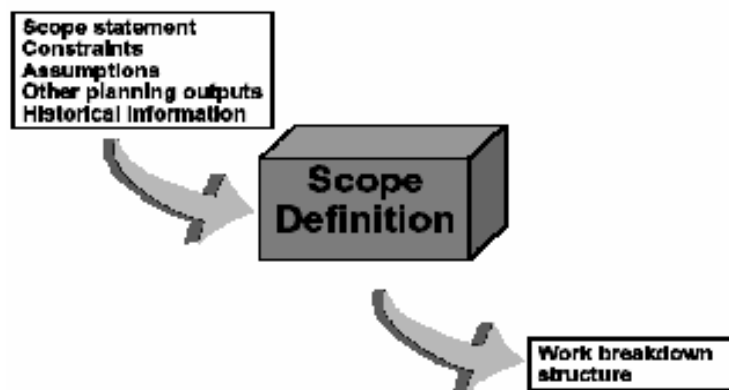 Scope statement
Constraints
Assumptions
Other planning outputs
Historical information
Scope
Definition
Work breakdown
structure